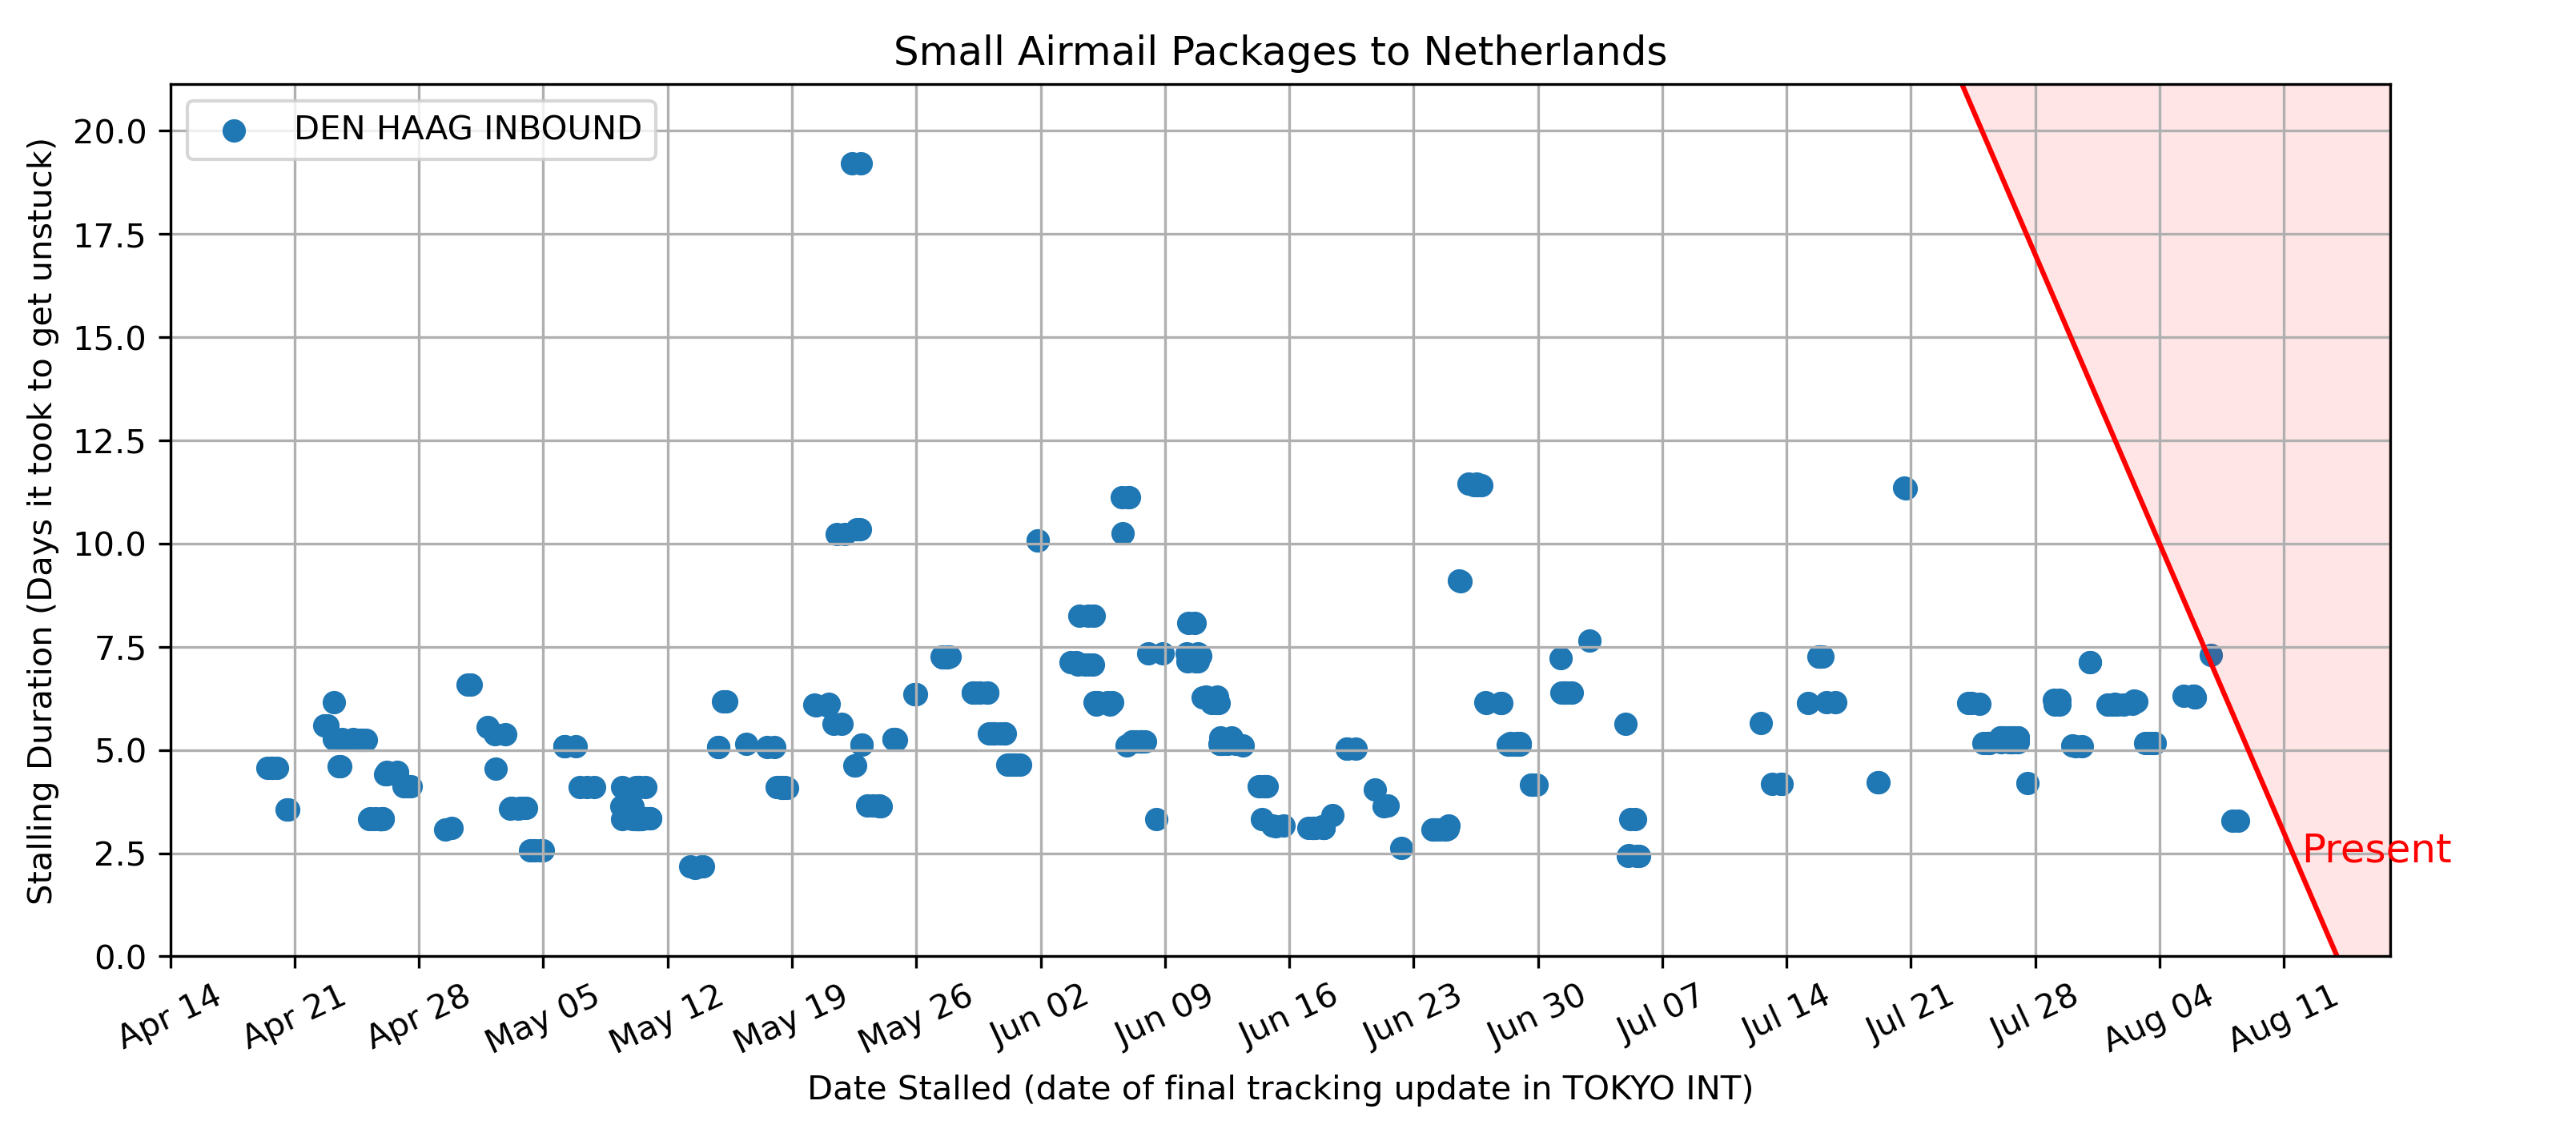 Small Airmail Packages to Netherlands
DEN HAAG INBOUND
Stalling Duration (Days it took to get unstuck)
20.0
17.5
15.0
12.5
10.0
7.5
5.0
2.5
0.0
Present
Apr 14 Apr 21 Apr 28 May 05 May 12 May 19 May 26 Jun 02 Jun 09 Jun 16 Jun 23 Jun 30 Jul 07 Jul 14 Jul 21 Jul 28 Aug 04 Aug 11
Date Stalled (date of final tracking update in TOKYO INT)